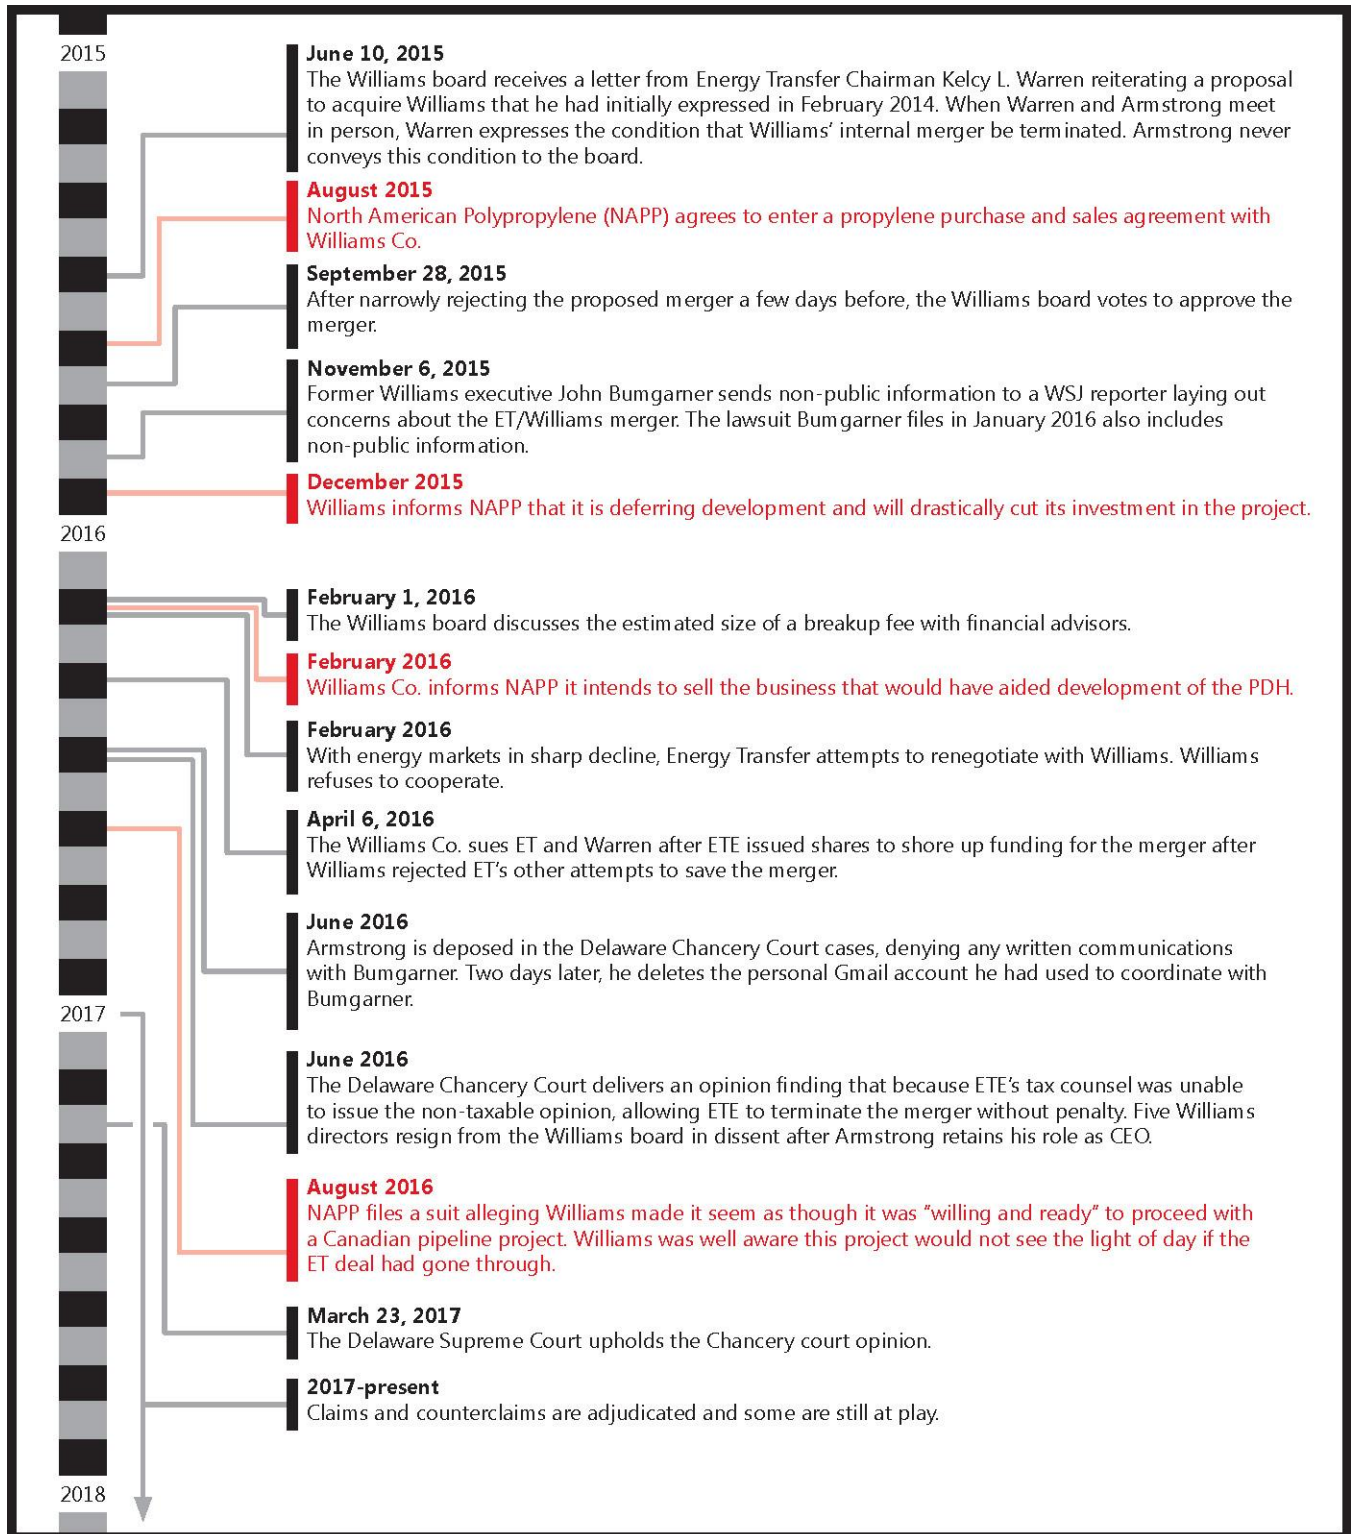 2015
June 10, 2015
The Williams board receives a letter from Energy Transfer Chairman Kelcy L. Warren reiterating a proposal
to acquire Williams that he had initially expressed in February 2014. When Warren and Armstrong meet
in person, Warren expresses the condition that Williams’ internal merger be terminated. Armstrong never
conveys this condition to the board.
August 2015
North American Polypropylene (NAPP) agrees to enter a propylene purchase and sales agreement with
Williams Co.
September 28, 2015
After narrowly rejecting the proposed merger a few days before, the Williams board votes to approve the
merger.
November 6, 2015
Former Williams executive John Bumgarner sends non-public information to a WSJ reporter laying out
concerns about the ET/Williams merger. The lawsuit Bumgarner files in January 2016 also includes
non-public information.
December 2015
Williams informs NAPP that it is deferring development and will drastically cut its investment in the project.
2016
February 1, 2016
The Williams board discusses the estimated size of a breakup fee with financial advisors.
February 2016
Williams Co. informs NAPP it intends to sell the business that would have aided development of the PDH.
February 2016
With energy markets in sharp decline, Energy Transfer attempts to renegotiate with Williams. Williams
refuses to cooperate.
April 6, 2016
The Williams Co. sues ET and Warren after ETE issued shares to shore up funding for the merger after
Williams rejected ET’s other attempts to save the merger.
June 2016
Armstrong is deposed in the Delaware Chancery Court cases, denying any written communications
with Bumgarner. Two days later, he deletes the personal Gmail account he had used to coordinate with
Bumgarner.
2017
June 2016
The Delaware Chancery Court delivers an opinion finding that because ETE’s tax counsel was unable
to issue the non-taxable opinion, allowing ETE to terminate the merger without penalty. Five Williams
directors resign from the Williams board in dissent after Armstrong retains his role as CEO.
August 2016
NAPP files a suit alleging Williams made it seem as though it was “willing and ready” to proceed with
a Canadian pipeline project. Williams was well aware this project would not see the light of day if the
ET deal had gone through.
March 23, 2017
The Delaware Supreme Court upholds the Chancery court opinion.
2017-present
Claims and counterclaims are adjudicated and some are still at play.
2018